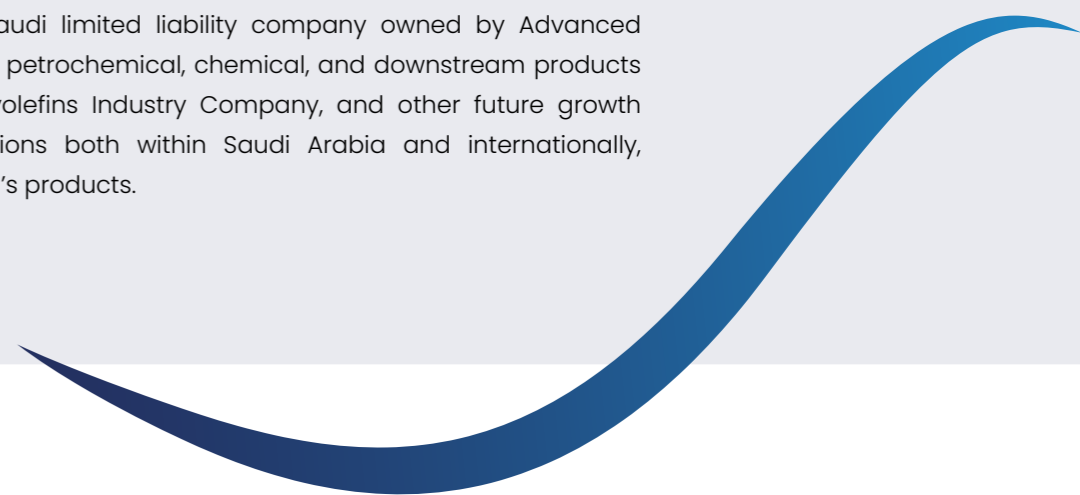 audi limited liability company owned by Advanced
petrochemical, chemical, and downstream products
olefins Industry Company, and other future growth
ions both within Saudi Arabia and internationally,
's products.